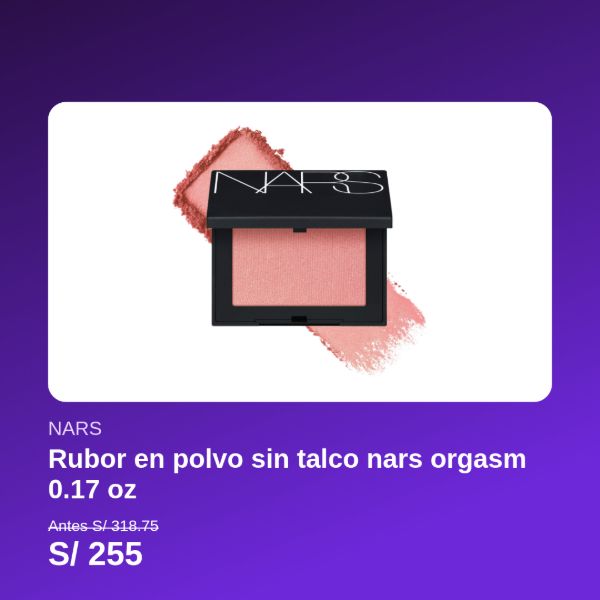 NARS
NARS
Rubor en polvo sin talco nars orgasm
0.17 oz
Antes S/ 318.75
S/ 255